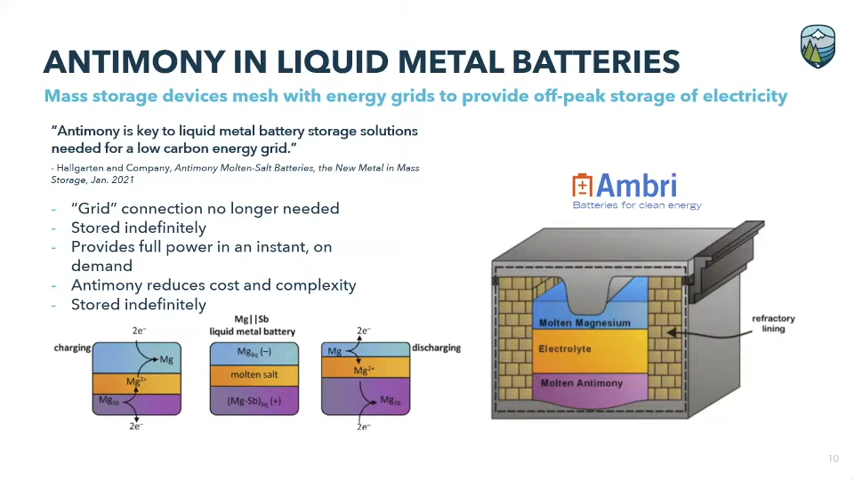 ANTIMONY IN LIQUID METAL BATTERIES
Mass storage devices mesh with energy grids to provide off-peak storage of electricity
“Antimony is key to liquid metal battery storage solutions
needed for a low carbon energy grid.”
- Hallgarten and Company, Antimony Molten-Salt Batteries, the New Metal in Mass
Storage, Jan. 2021
- “Grid” connection no longer needed
- Stored indefinitely
- Provides full power in an instant, on
demand
- Antimony reduces cost and complexity
- Stored indefinitely
Mg||Sb
liquid metal battery
charging
2e⁻
Mg
Mg²⁺
MgSb
2e⁻
Mgliq (−)
molten salt
(Mg-Sb)liq (+)
discharging
2e⁻
Mg
Mg²⁺
MgSb
2e⁻
Ambri
Batteries for clean energy
Molten Magnesium
Electrolyte
Molten Antimony
refractory
lining
10